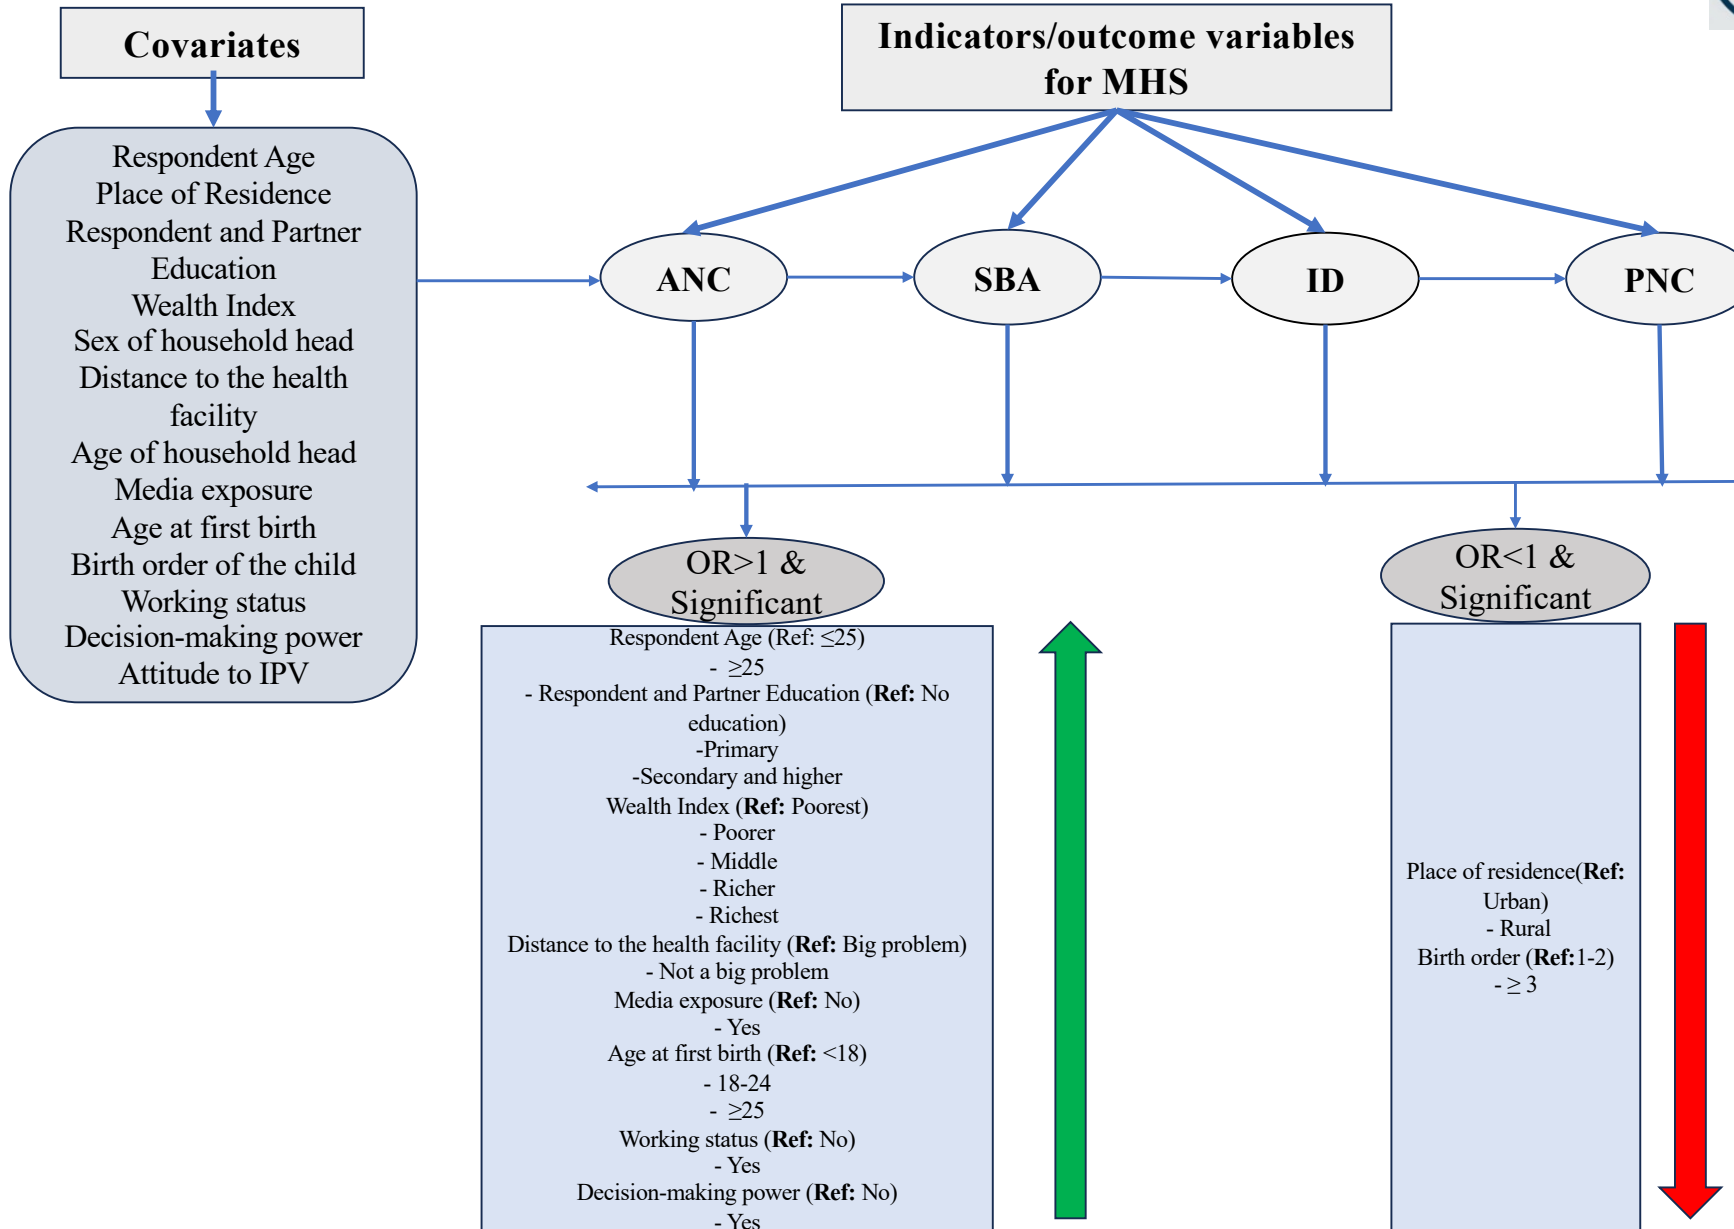 Covariates
Indicators/outcome variables
for MHS
Respondent Age
Place of Residence
Respondent and Partner
Education
Wealth Index
Sex of household head
Distance to the health
facility
Age of household head
Media exposure
Age at first birth
Birth order of the child
Working status
Decision-making power
Attitude to IPV
ANC
SBA
ID
PNC
OR>1 &
Significant
OR<1 &
Significant
Respondent Age (Ref: ≤25)
- ≥25
- Respondent and Partner Education (Ref: No
education)
-Primary
-Secondary and higher
Wealth Index (Ref: Poorest)
- Poorer
- Middle
- Richer
- Richest
Distance to the health facility (Ref: Big problem)
- Not a big problem
Media exposure (Ref: No)
- Yes
Age at first birth (Ref: <18)
- 18-24
- ≥25
Working status (Ref: No)
- Yes
Decision-making power (Ref: No)
- Yes
Place of residence(Ref:
Urban)
- Rural
Birth order (Ref:1-2)
- ≥ 3